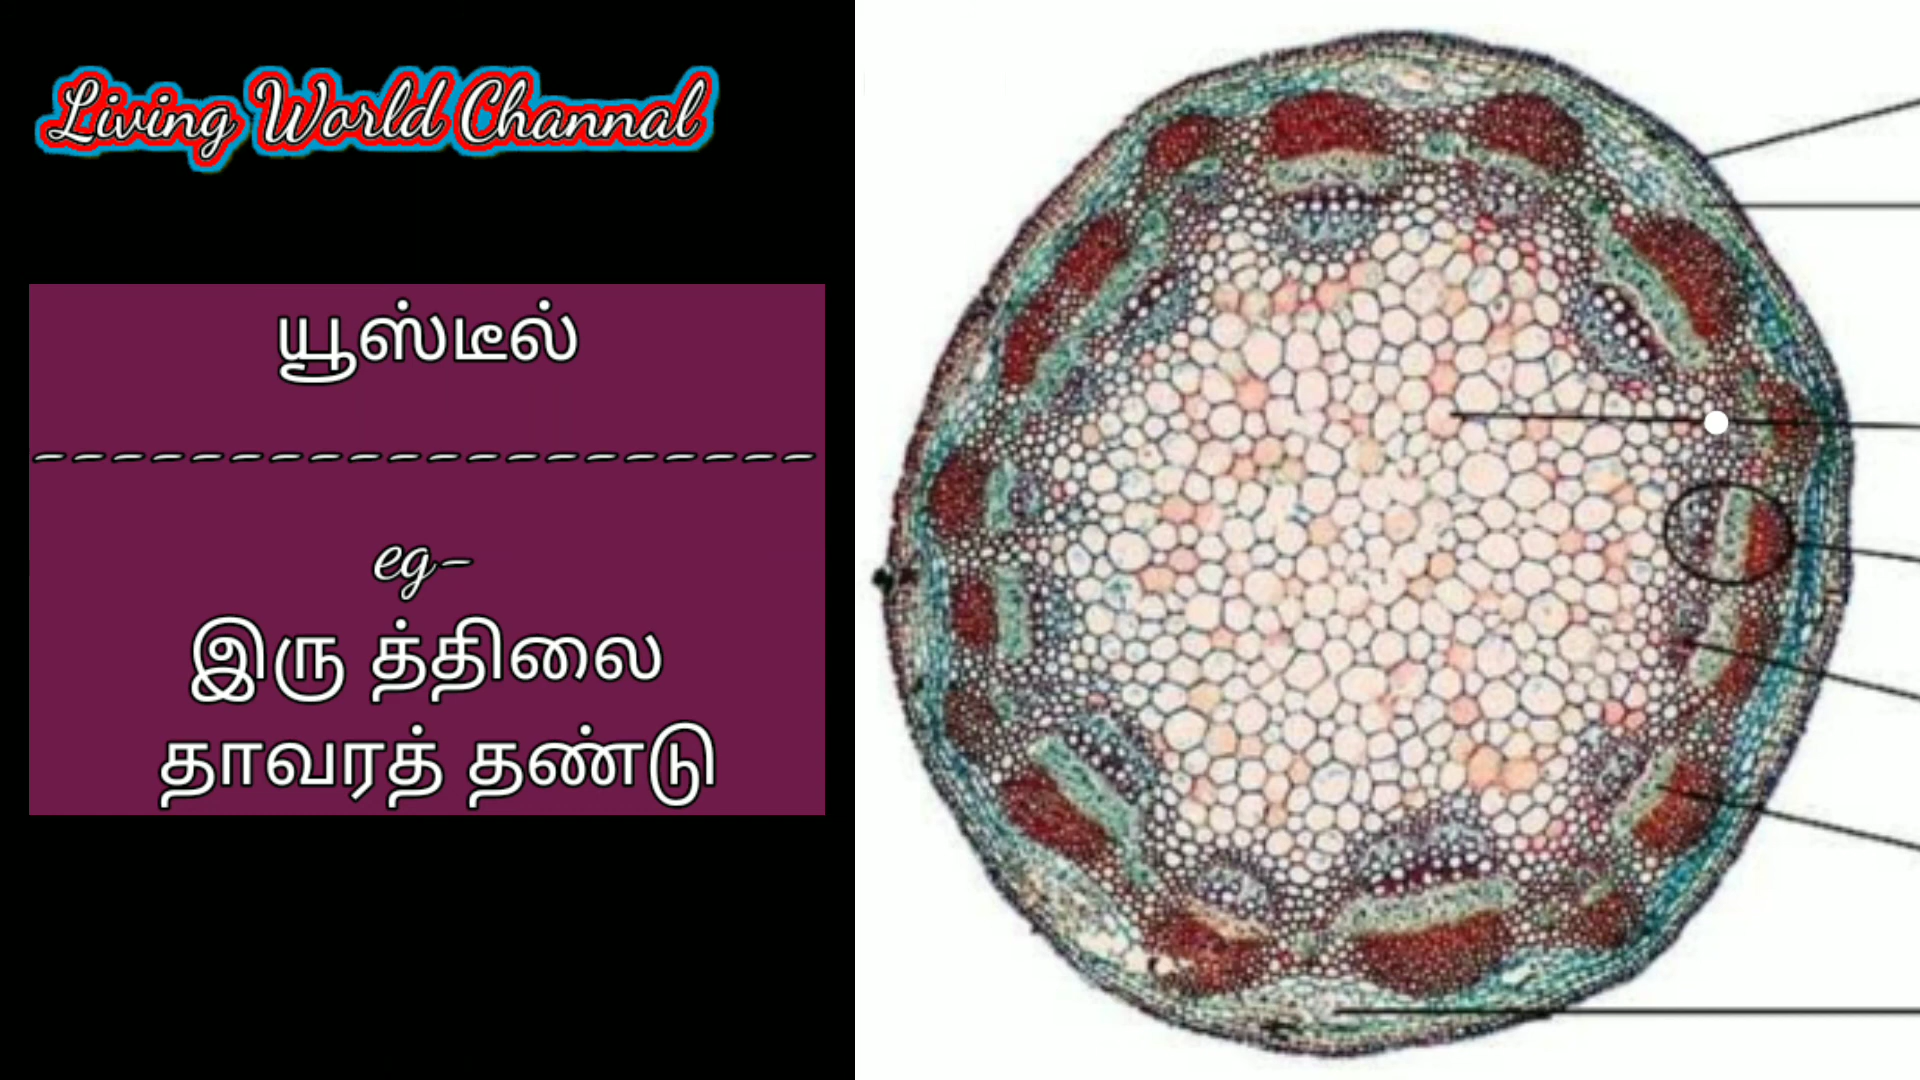 Living World Channal
யூஸ்டீல்
--------------------
eg-
இரு த்திலை
தாவரத் தண்டு